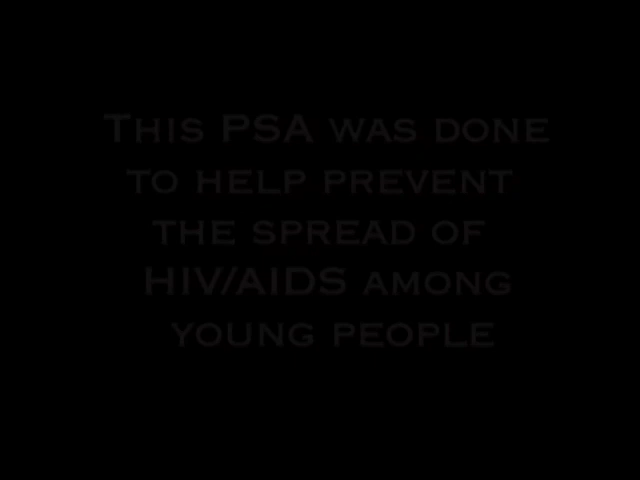 This PSA was done
to help prevent
the spread of
HIV/AIDS among
young people